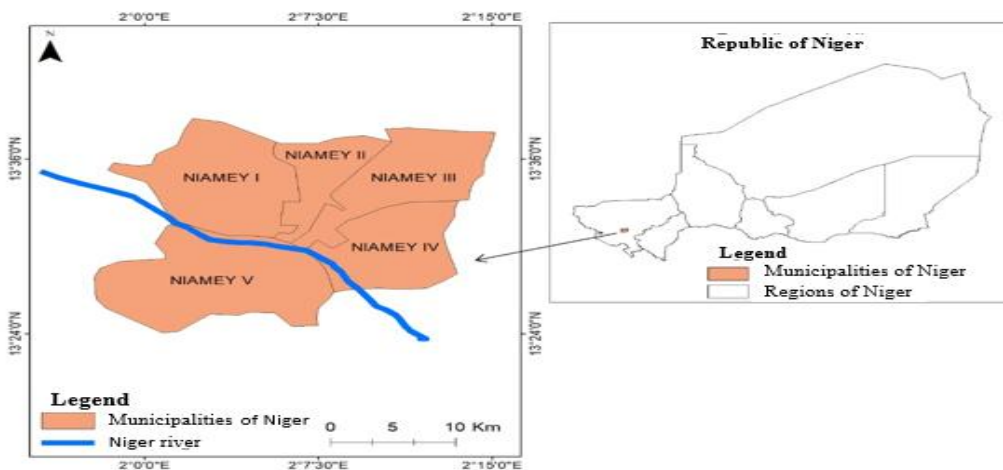 2°0'0"E 2°7'30"E 2°15'0"E
N
13°36'0"N
13°24'0"N
NIAMEY I
NIAMEY II
NIAMEY III
NIAMEY IV
NIAMEY V
Legend
Municipalities of Niger
Niger river
0 5 10 Km
2°0'0"E 2°7'30"E 2°15'0"E
13°36'0"N
13°24'0"N
Republic of Niger
Legend
Municipalities of Niger
Regions of Niger